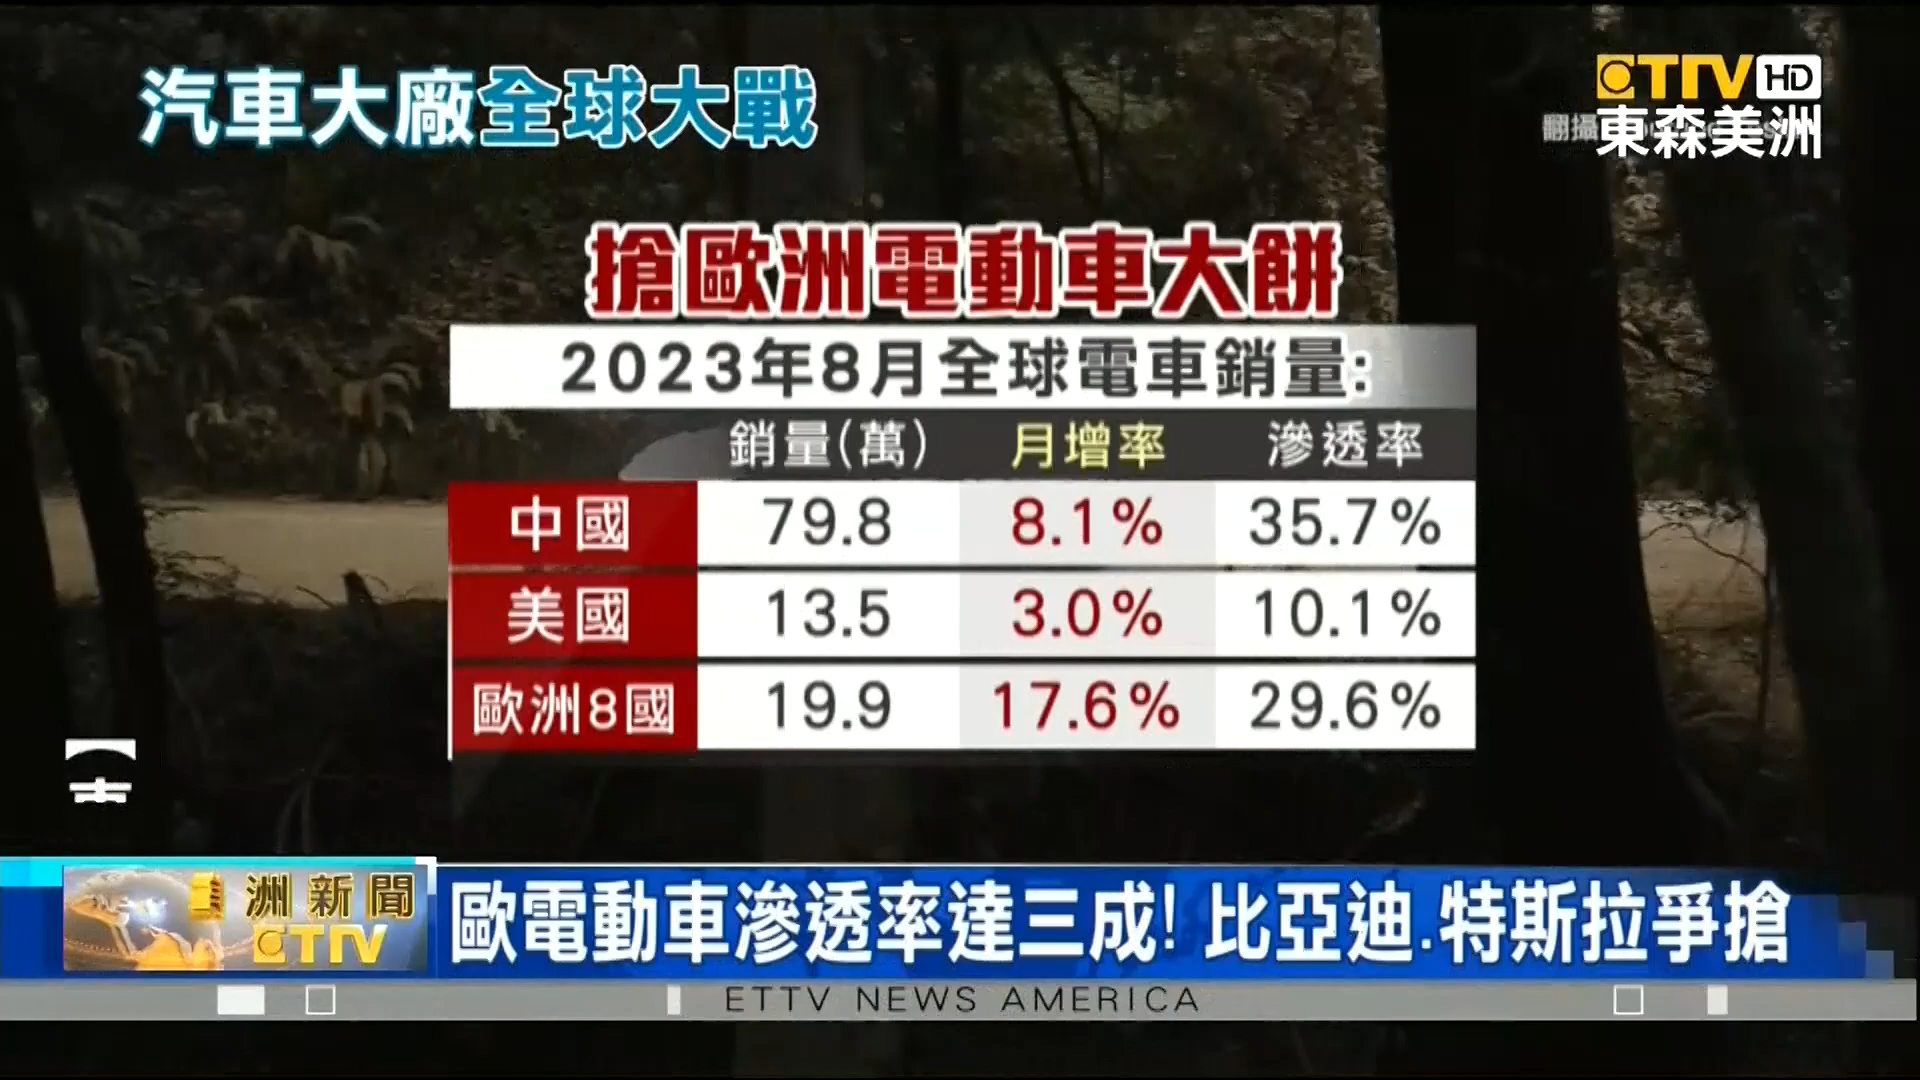 汽車大廠全球大戰
ETTV HD
東森美洲
翻攝
搶歐洲電動車大餅
2023年8月全球電車銷量:
銷量(萬) 月增率 滲透率
中國 79.8 8.1% 35.7%
美國 13.5 3.0% 10.1%
歐洲8國 19.9 17.6% 29.6%
洲新聞
ETTV
歐電動車滲透率達三成! 比亞迪.特斯拉爭搶
ETTV NEWS AMERICA